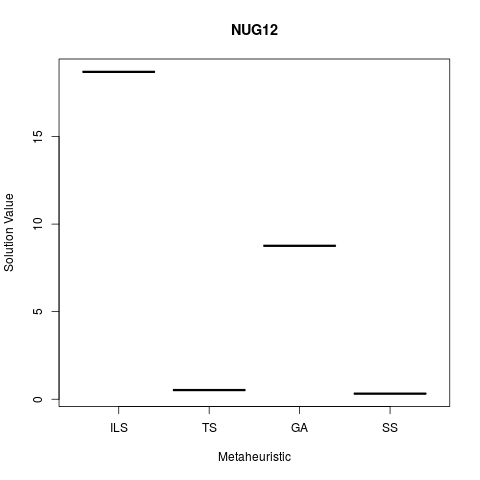 NUG12
Solution Value
15
10
5
0
ILS TS GA SS
Metaheuristic